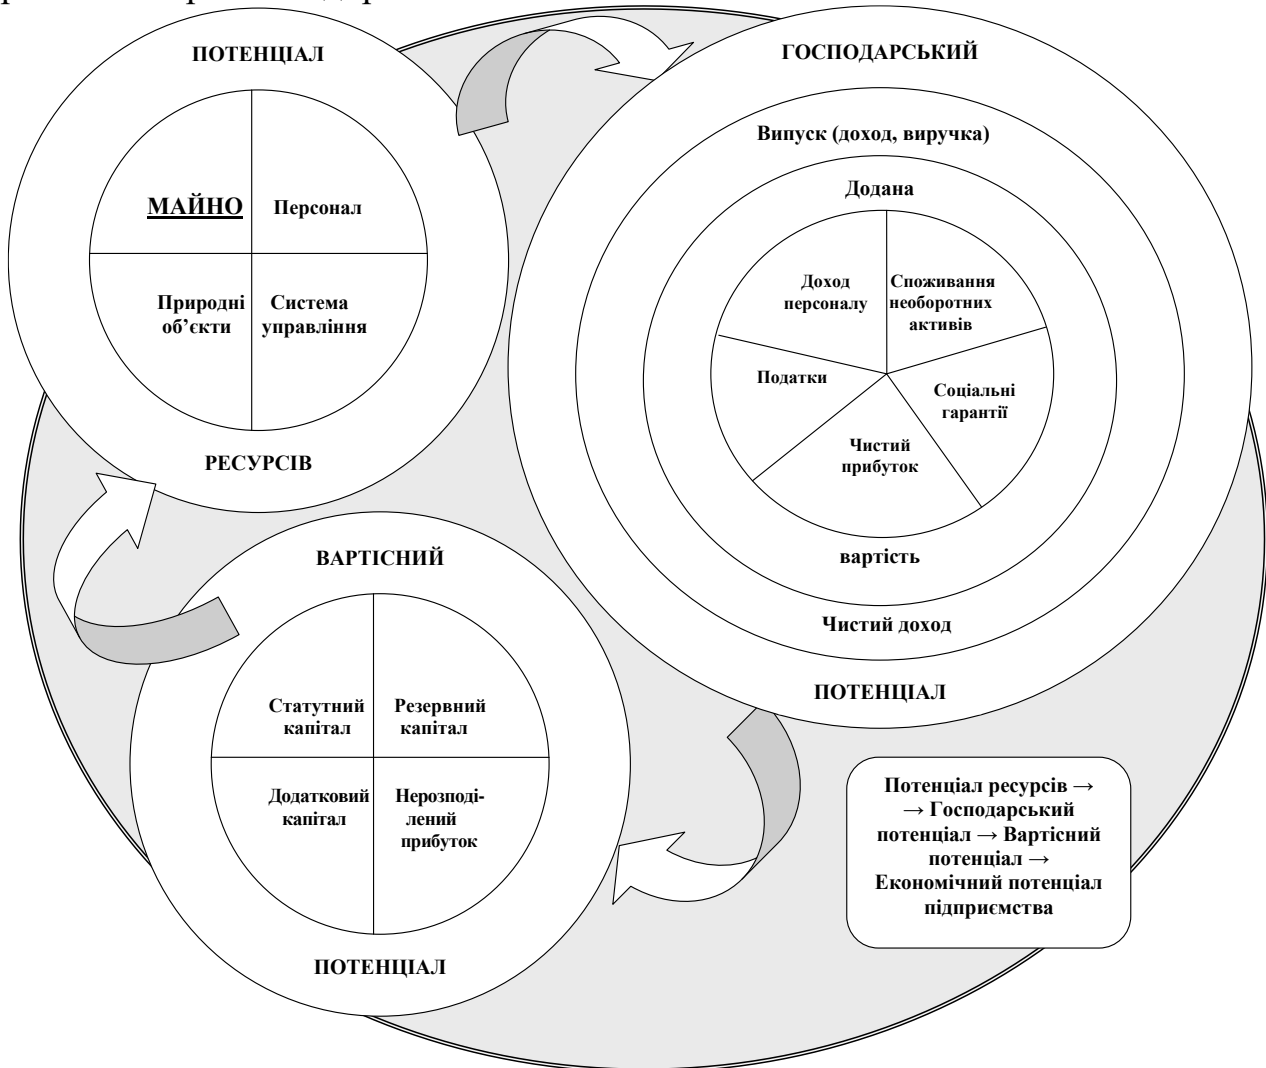 ПОТЕНЦІАЛ
МАЙНО
Персонал
Природні
об’єкти
Система
управління
РЕСУРСІВ
ГОСПОДАРСЬКИЙ
Випуск (доход, виручка)
Додана
Доход
персоналу
Споживання
необоротних
активів
Податки
Соціальні
гарантії
Чистий
прибуток
вартість
Чистий доход
ПОТЕНЦІАЛ
ВАРТІСНИЙ
Статутний
капітал
Резервний
капітал
Додатковий
капітал
Нерозподі-
лений
прибуток
ПОТЕНЦІАЛ
Потенціал ресурсів →
→ Господарський
потенціал → Вартісний
потенціал →
Економічний потенціал
підприємства